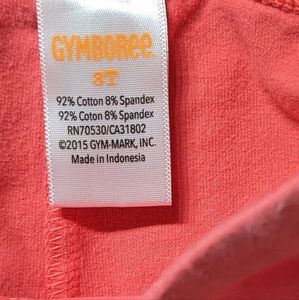 GYMBOREE
3T
92% Cotton 8% Spandex
92% Coton 8% Spandex
RN70530/CA31802
©2015 GYM-MARK, INC.
Made in Indonesia